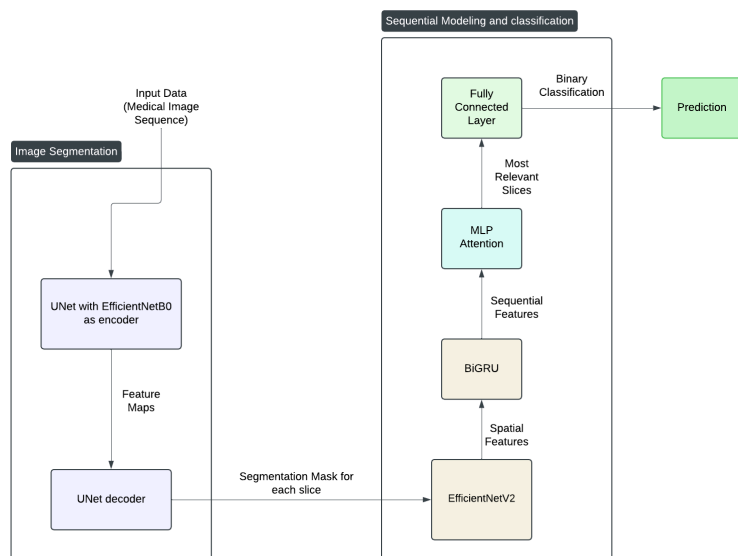 Sequential Modeling and classification
Input Data
(Medical Image
Sequence)
Image Segmentation
UNet with EfficientNetB0
as encoder
Feature
Maps
UNet decoder
Segmentation Mask for
each slice
EfficientNetV2
Spatial
Features
BiGRU
Sequential
Features
MLP
Attention
Most
Relevant
Slices
Fully
Connected
Layer
Binary
Classification
Prediction